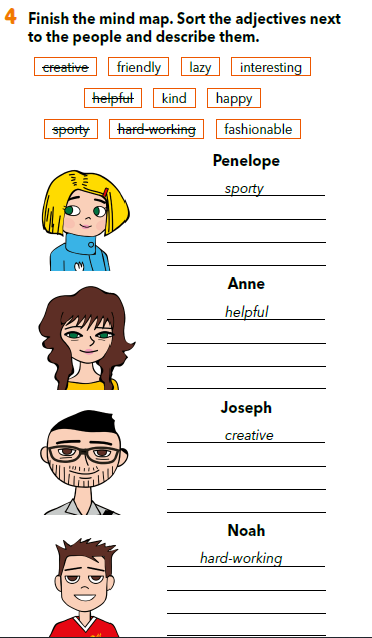 4 Finish the mind map. Sort the adjectives next
to the people and describe them.
creative friendly lazy interesting
helpful kind happy
sporty hard-working fashionable
Penelope
sporty
Anne
helpful
Joseph
creative
Noah
hard-working